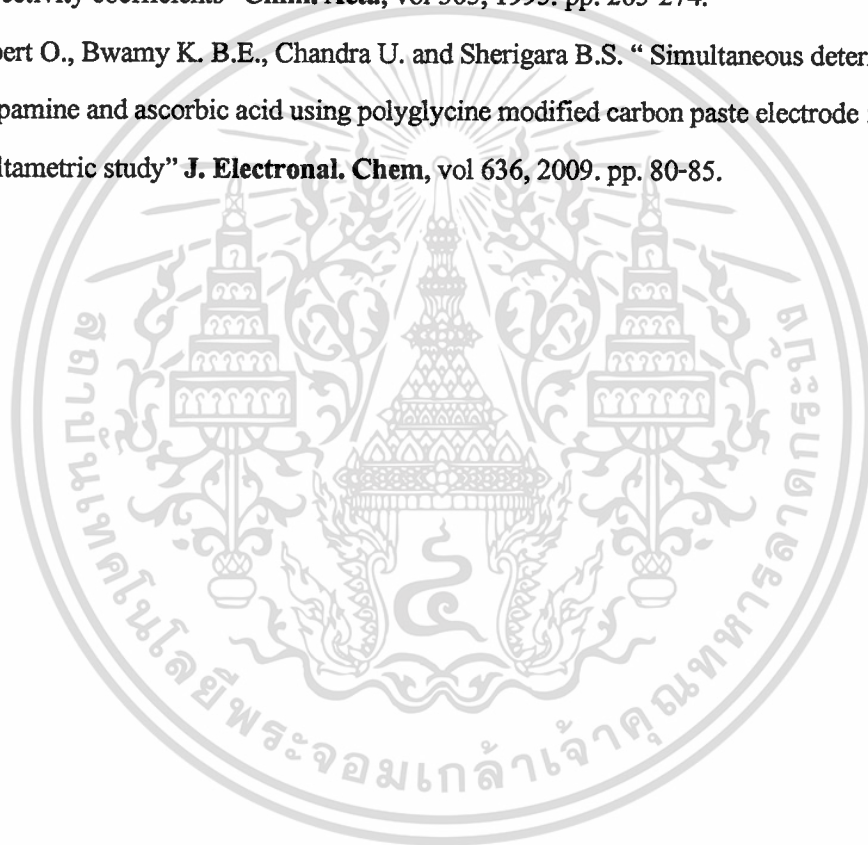 ectivity coefficients" Chim. Acta, vol 305, 1995. pp. 265-274.
pert O., Bwamy K. B.E., Chandra U. and Sherigara B.S. " Simultaneous deter
pamine and ascorbic acid using polyglycine modified carbon paste electrode
ltametric study" J. Electronal. Chem, vol 636, 2009. pp. 80-85.
สถาบันเทคโนโลยีพระจอมเกล้าเจ้าคุณทหารลาดกระบัง